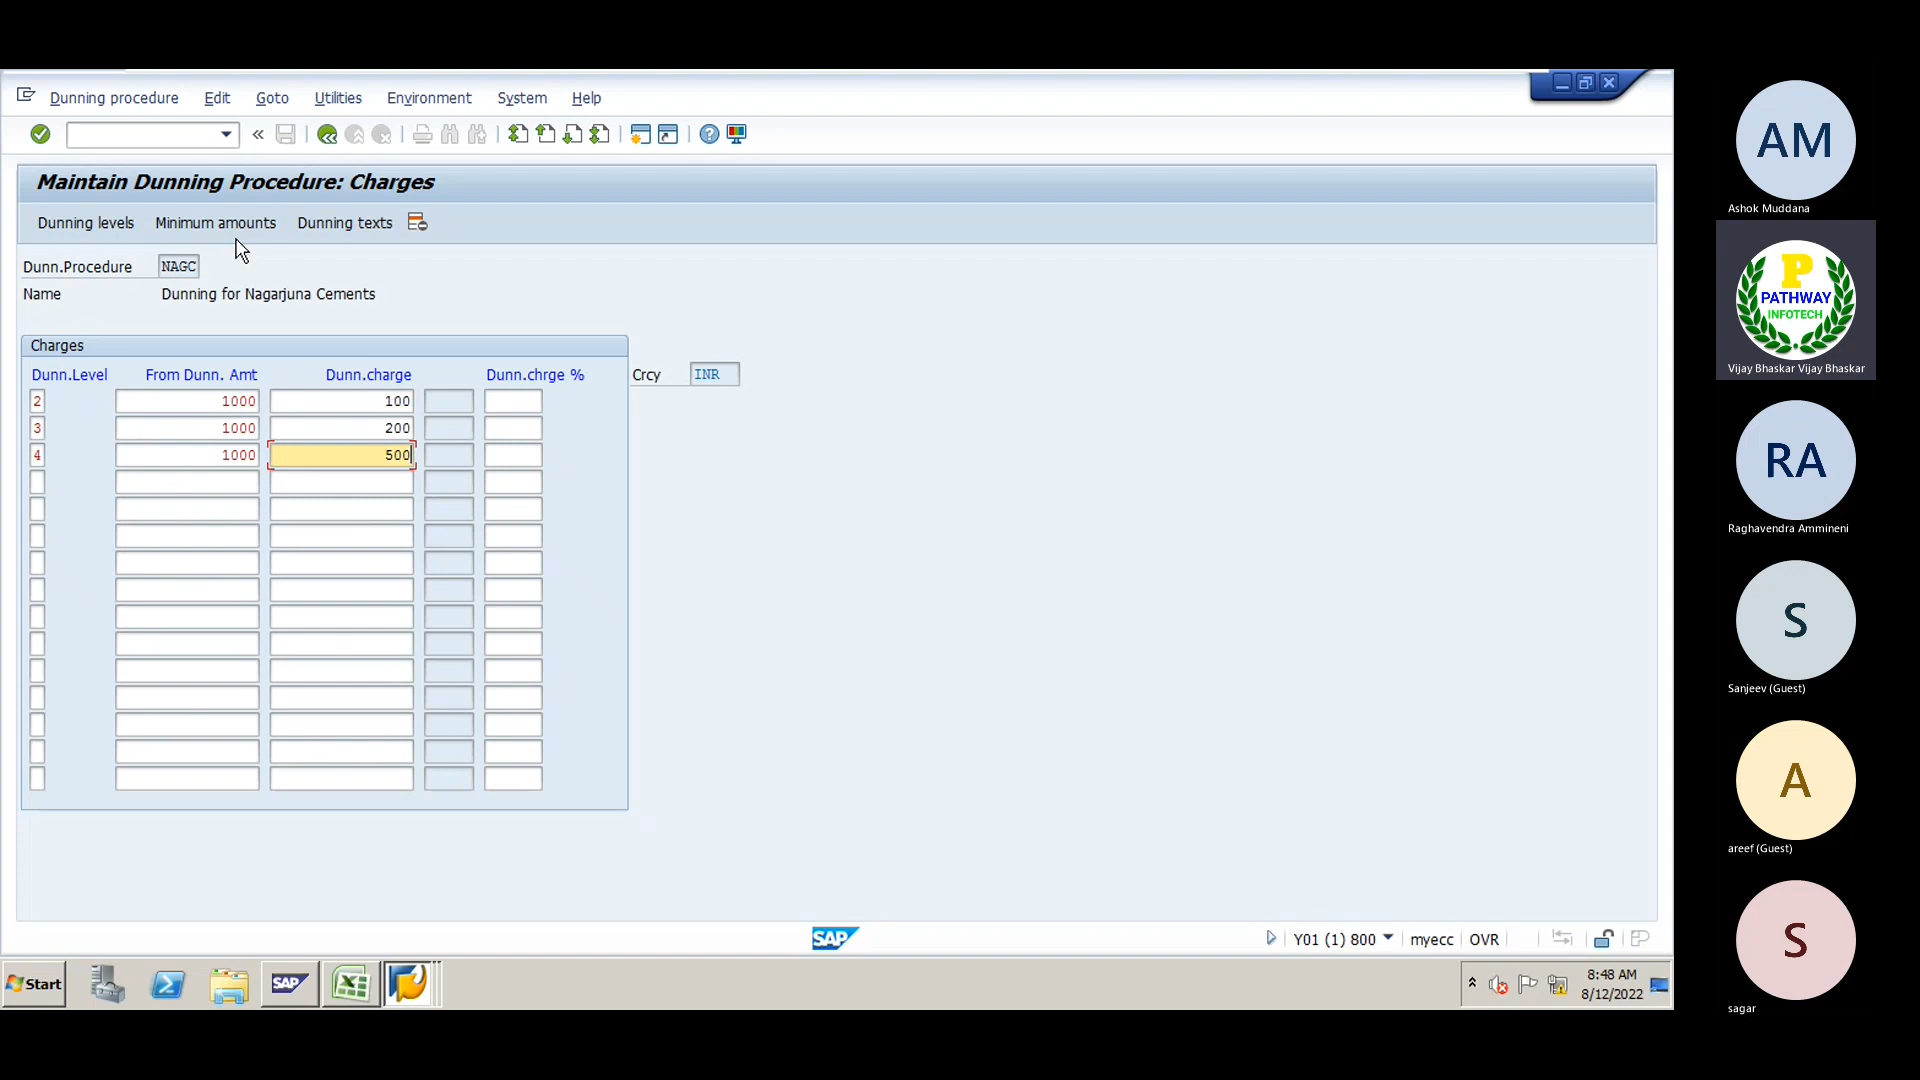 Dunning procedure Edit Goto Utilities Environment System Help
Maintain Dunning Procedure: Charges
Dunning levels Minimum amounts Dunning texts
Dunn.Procedure NAGC
Name Dunning for Nagarjuna Cements
Charges
Dunn.Level From Dunn. Amt Dunn.charge Dunn.chrge % Crcy INR
2 1000 100
3 1000 200
4 1000 500
SAP Y01 (1) 800 myecc OVR
Start SAP 8:48 AM
8/12/2022
AM
Ashok Muddana
P
PATHWAY
INFOTECH
Vijay Bhaskar Vijay Bhaskar
RA
Raghavendra Ammineni
S
Sanjeev (Guest)
A
areef (Guest)
S
sagar